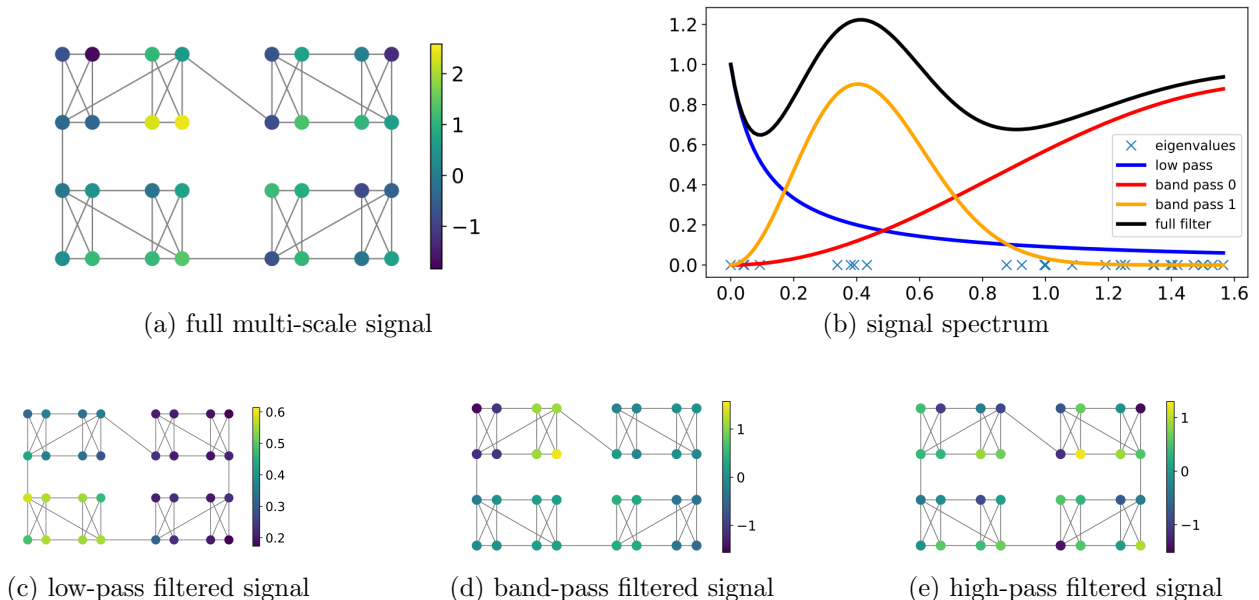 2
1
0
−1
(a) full multi-scale signal
1.2
1.0
0.8
0.6
0.4
0.2
0.0
0.0 0.2 0.4 0.6 0.8 1.0 1.2 1.4 1.6
eigenvalues
low pass
band pass 0
band pass 1
full filter
(b) signal spectrum
0.6
0.5
0.4
0.3
0.2
(c) low-pass filtered signal
1
0
−1
(d) band-pass filtered signal
1
0
−1
(e) high-pass filtered signal